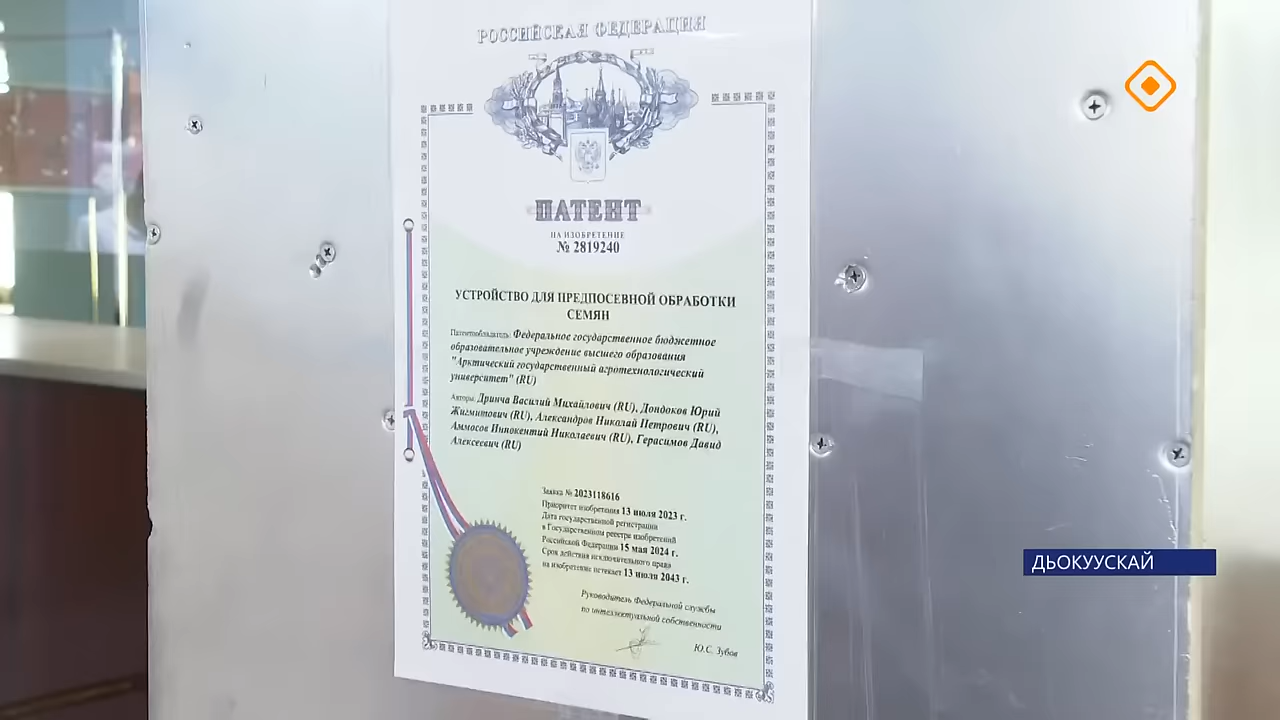 РОССИЙСКАЯ ФЕДЕРАЦИЯ
ПАТЕНТ
НА ИЗОБРЕТЕНИЕ
№ 2819240
УСТРОЙСТВО ДЛЯ ПРЕДПОСЕВНОЙ ОБРАБОТКИ
СЕМЯН
Патентообладатель: Федеральное государственное бюджетное
образовательное учреждение высшего образования
"Арктический государственный агротехнологический
университет" (RU)
Авторы: Дринча Василий Михайлович (RU), Дондоков Юрий
Жигмитович (RU), Александров Николай Петрович (RU),
Аммосов Иннокентий Николаевич (RU), Герасимов Давид
Алексеевич (RU)
Заявка № 2023118616
Приоритет изобретения 13 июля 2023 г.
Дата государственной регистрации
в Государственном реестре изобретений
Российской Федерации 15 мая 2024 г.
Срок действия исключительного права
на изобретение истекает 13 июля 2043 г.
Руководитель Федеральной службы
по интеллектуальной собственности
Ю.С. Зубов
ДЬОКУУСКАЙ